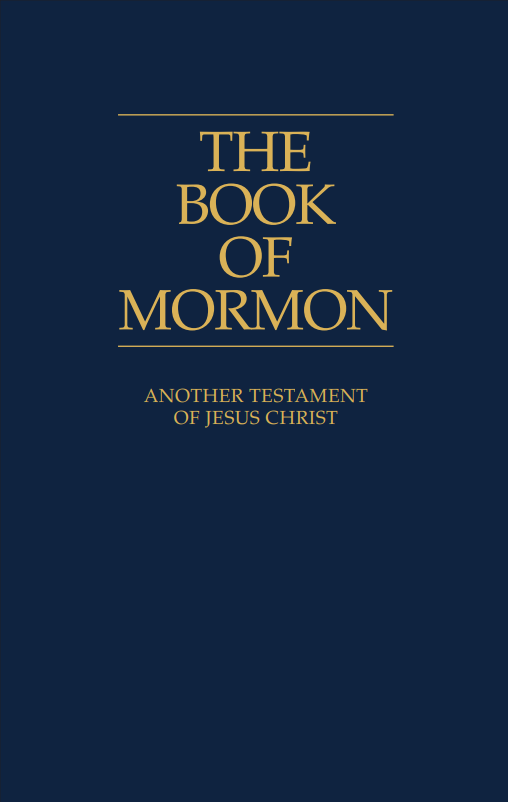 THE
BOOK
OF
MORMON
ANOTHER TESTAMENT
OF JESUS CHRIST